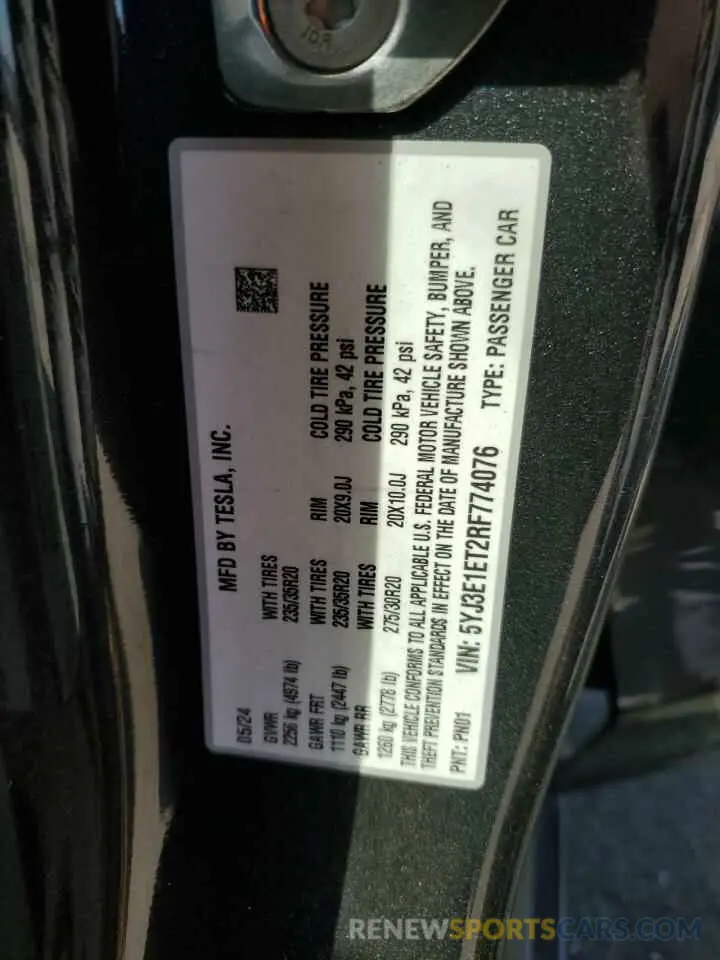 JDR
MFD BY TESLA, INC.
05/24
GVWR WITH TIRES
2256 kg (4974 lb) 235/35R20
GAWR FRT WITH TIRES RIM COLD TIRE PRESSURE
1110 kg (2447 lb) 235/35R20 20X9.0J 290 kPa, 42 psi
GAWR RR WITH TIRES RIM COLD TIRE PRESSURE
1260 kg (2778 lb) 275/30R20 20X10.0J 290 kPa, 42 psi
THIS VEHICLE CONFORMS TO ALL APPLICABLE U.S. FEDERAL MOTOR VEHICLE SAFETY, BUMPER, AND
THEFT PREVENTION STANDARDS IN EFFECT ON THE DATE OF MANUFACTURE SHOWN ABOVE.
PNT: PN01 VIN: 5YJ3E1ET2RF774076 TYPE: PASSENGER CAR
RENEWSPORTSCARS.COM